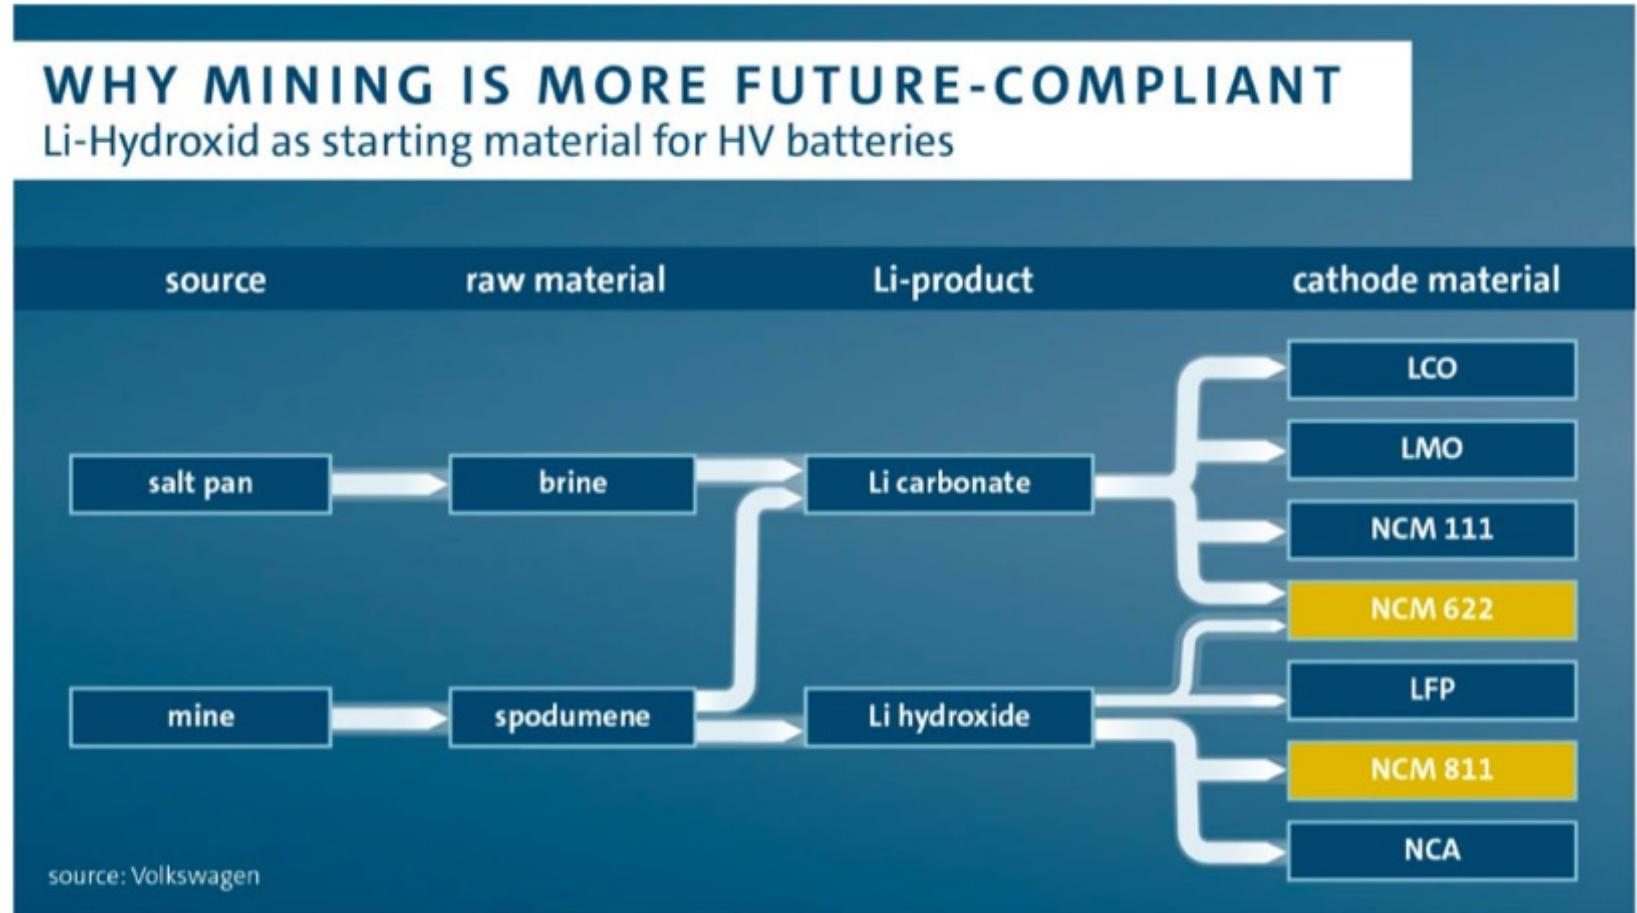 WHY MINING IS MORE FUTURE-COMPLIANT
Li-Hydroxid as starting material for HV batteries
source raw material Li-product cathode material
LCO
LMO
salt pan brine Li carbonate
NCM 111
NCM 622
LFP
mine spodumene Li hydroxide
NCM 811
NCA
source: Volkswagen